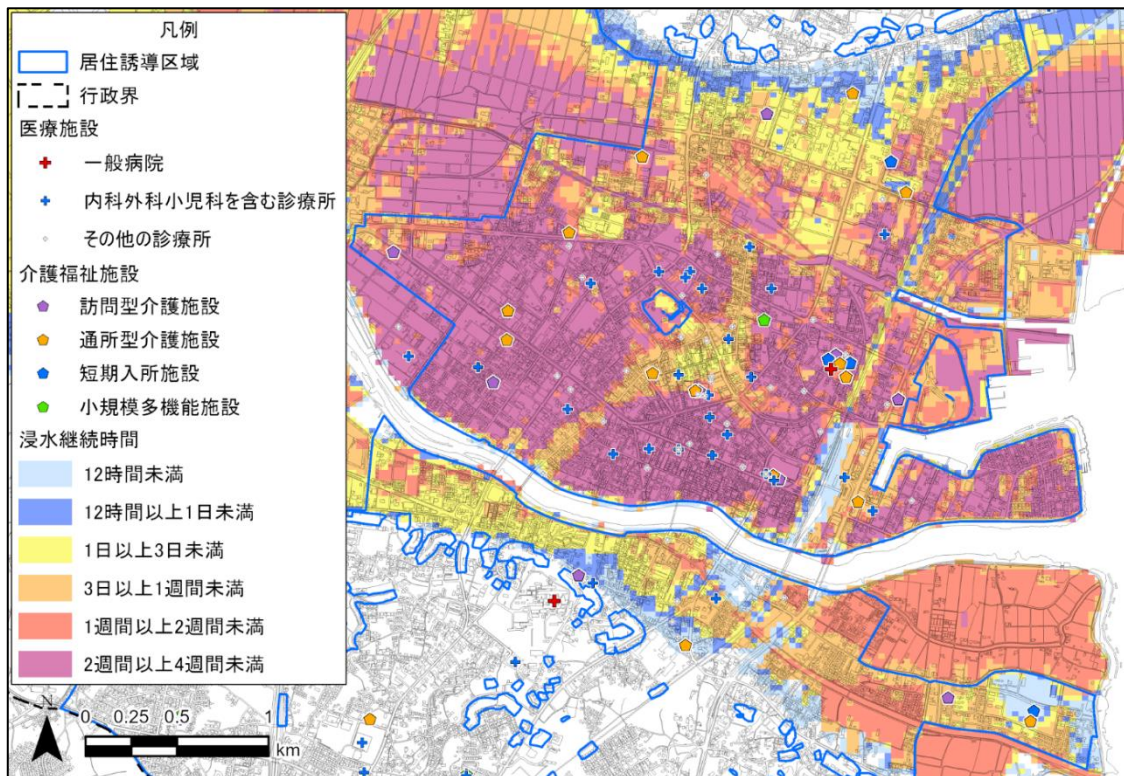 凡例
居住誘導区域
行政界
医療施設
一般病院
内科外科小児科を含む診療所
その他の診療所
介護福祉施設
訪問型介護施設
通所型介護施設
短期入所施設
小規模多機能施設
浸水継続時間
12時間未満
12時間以上1日未満
1日以上3日未満
3日以上1週間未満
1週間以上2週間未満
2週間以上4週間未満
N
0 0.25 0.5 1
km